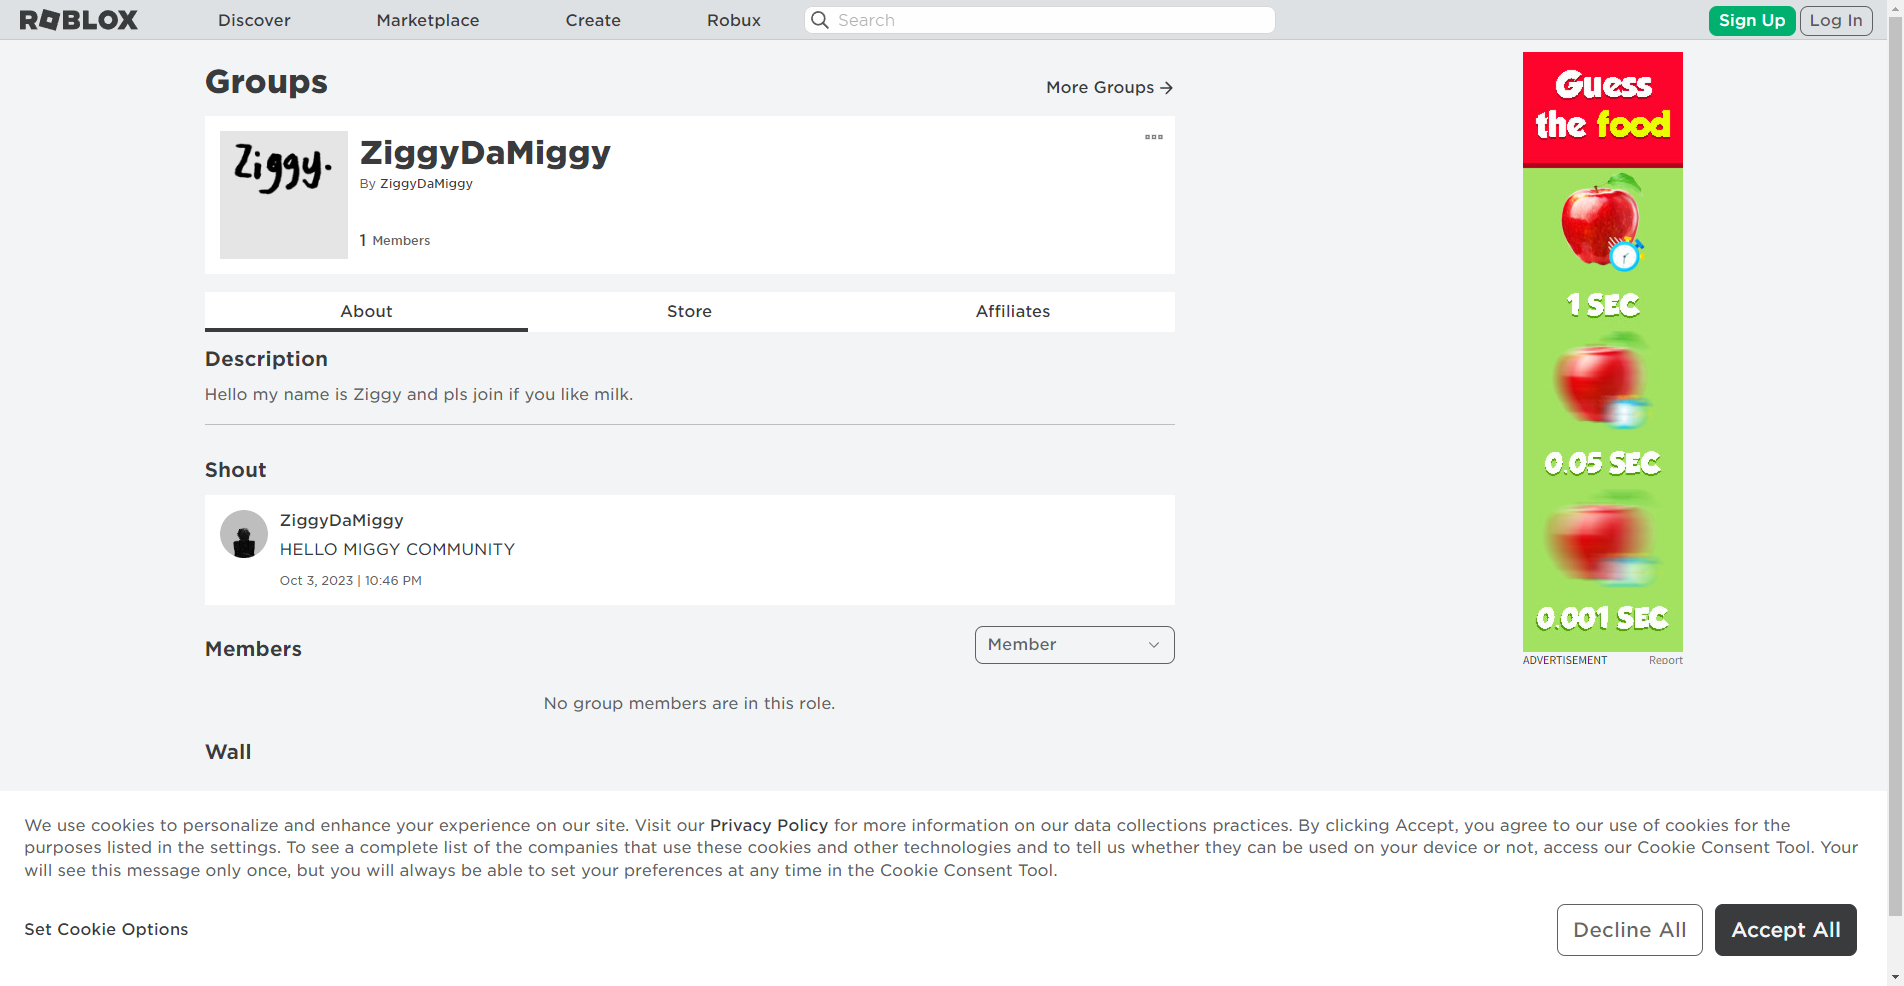 ROBLOX
Discover
Marketplace
Create
Robux
Search
Sign Up
Log In
Groups
More Groups
Ziggy.
ZiggyDaMiggy
By ZiggyDaMiggy
1 Members
About
Store
Affiliates
Description
Hello my name is Ziggy and pls join if you like milk.
Shout
ZiggyDaMiggy
HELLO MIGGY COMMUNITY
Oct 3, 2023 | 10:46 PM
Members
Member
No group members are in this role.
Wall
Guess
the food
1 SEC
0.05 SEC
0.001 SEC
ADVERTISEMENT
Report
We use cookies to personalize and enhance your experience on our site. Visit our Privacy Policy for more information on our data collections practices. By clicking Accept, you agree to our use of cookies for the
purposes listed in the settings. To see a complete list of the companies that use these cookies and other technologies and to tell us whether they can be used on your device or not, access our Cookie Consent Tool. Your
will see this message only once, but you will always be able to set your preferences at any time in the Cookie Consent Tool.
Set Cookie Options
Decline All
Accept All